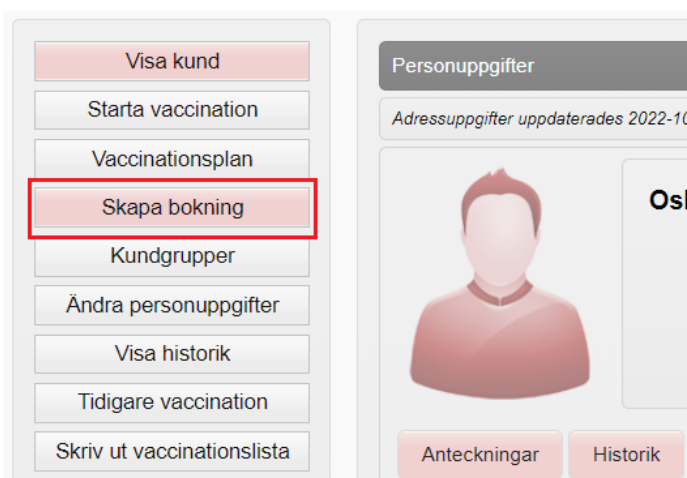 Visa kund
Starta vaccination
Vaccinationsplan
Skapa bokning
Kundgrupper
Ändra personuppgifter
Visa historik
Tidigare vaccination
Skriv ut vaccinationslista
Personuppgifter
Adressuppgifter uppdaterades 2022-10
Anteckningar
Historik